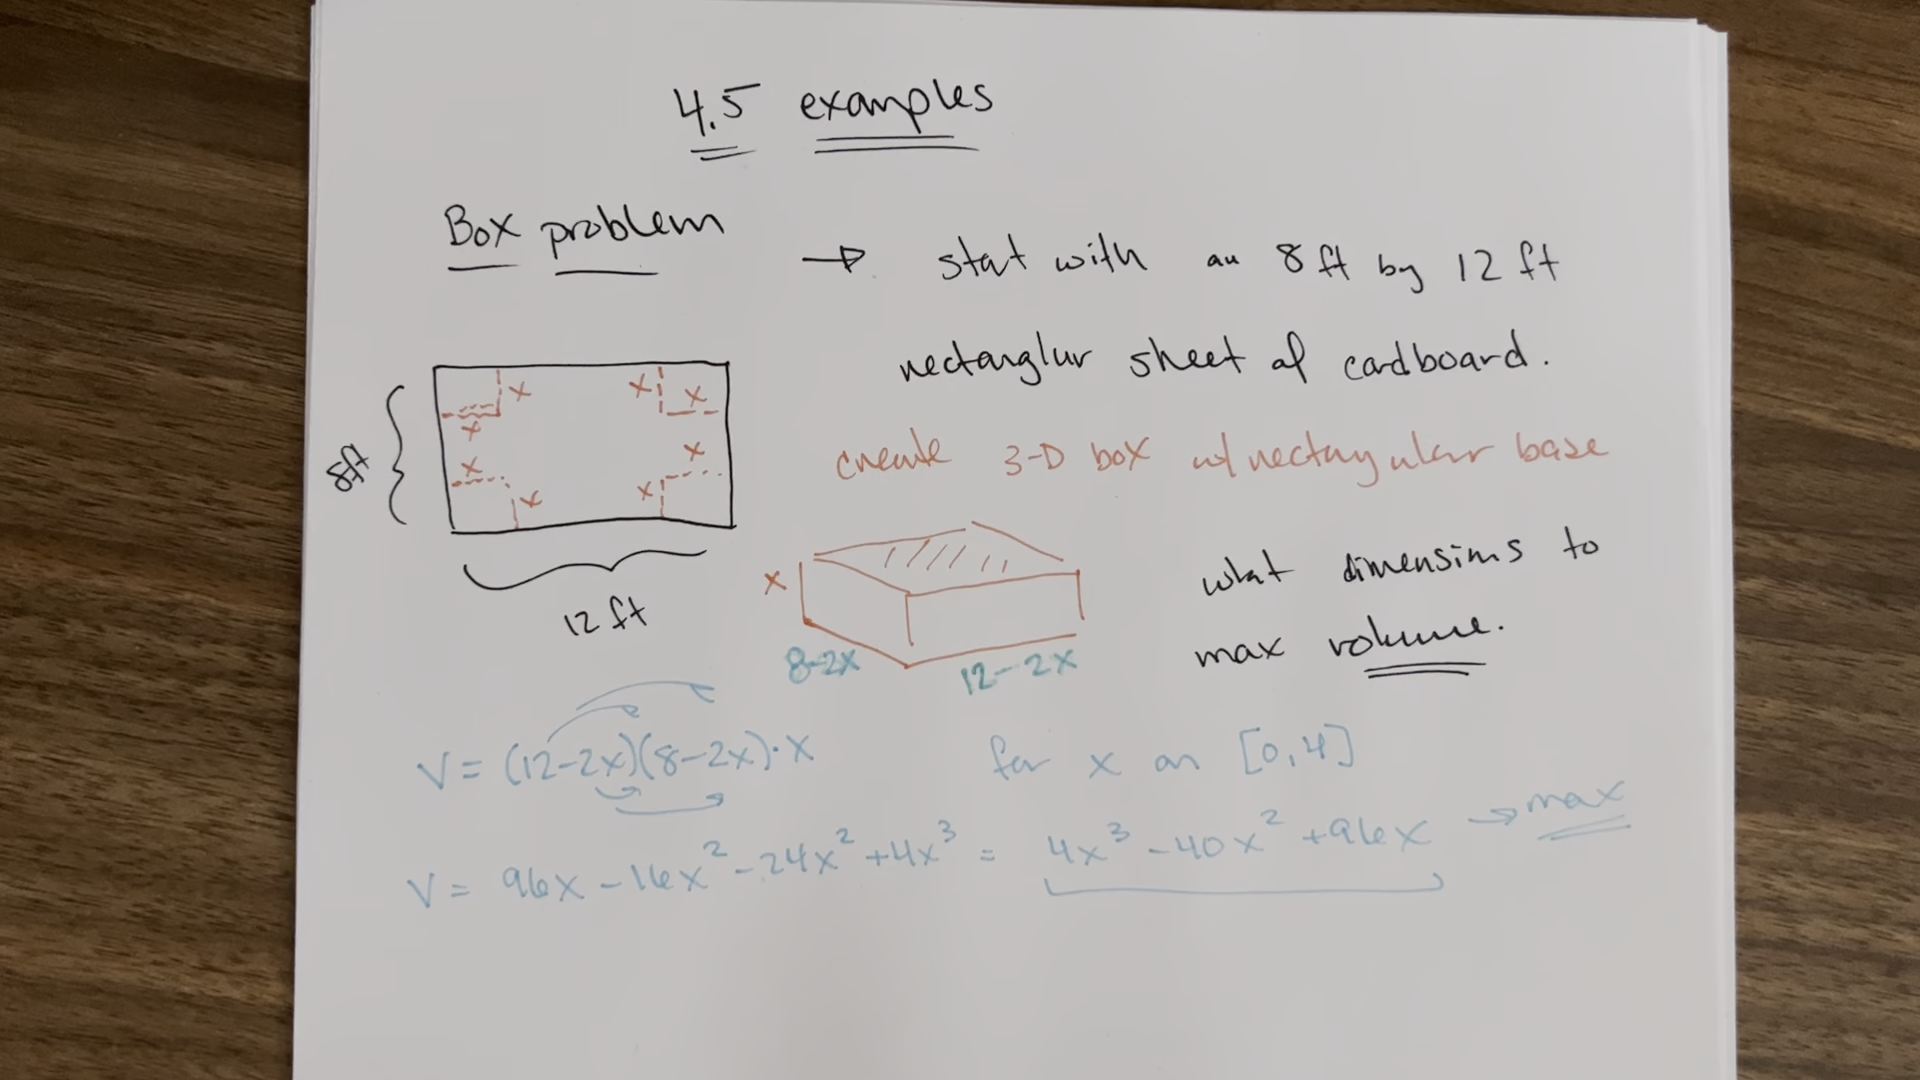 4.5 examples
Box problem
→ stat with an 8 ft by 12 ft
rectanglur sheet of cardboard.
x x x
x
8ft
x x
x x
12 ft
create 3-D box w/ rectangular base
x
8-2x 12-2x
what dimensions to
max volume.
V = (12-2x)(8-2x)·x for x on [0,4]
V = 96x - 16x² - 24x² + 4x³ = 4x³ - 40x² + 96x → max